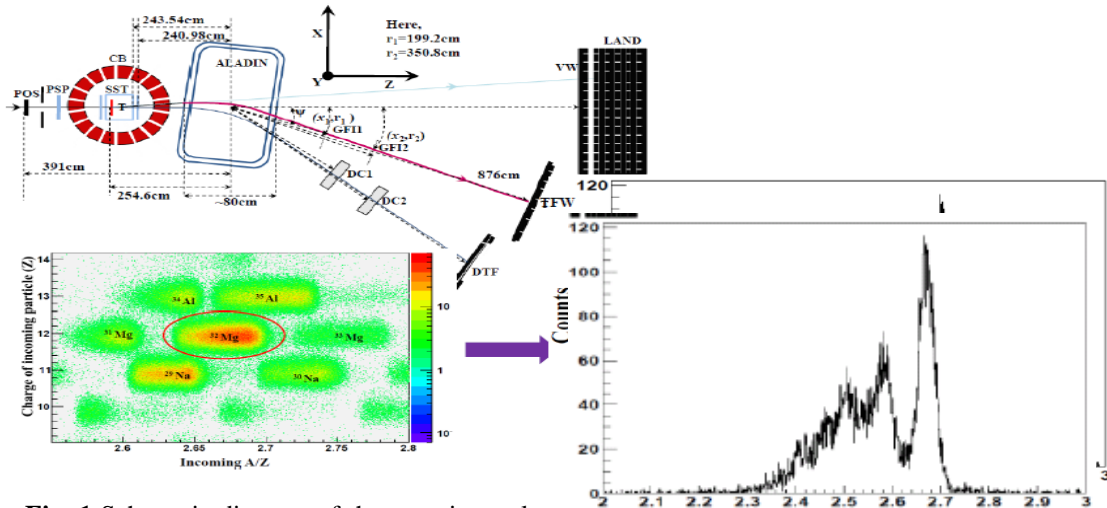 243.54cm
240.98cm
Here,
r₁=199.2cm
r₂=350.8cm
X
Y
Z
LAND
VW
CB
ALADIN
POS
PSP
SST
T
ψ
(x₁,r₁)
(x₂,r₂)
GFI1
GFI2
391cm
254.6cm
~80cm
DC1
DC2
876cm
TFW
DTF
120
Charge of incoming particle (Z)
14
13
12
11
10
³⁴Al
³⁵Al
³¹Mg
³²Mg
³³Mg
²⁹Na
³⁰Na
2.6
2.65
2.7
2.75
2.8
Incoming A/Z
10
1
10⁻
Counts
120
100
80
60
40
20
0
2
2.1
2.2
2.3
2.4
2.5
2.6
2.7
2.8
2.9
3
3